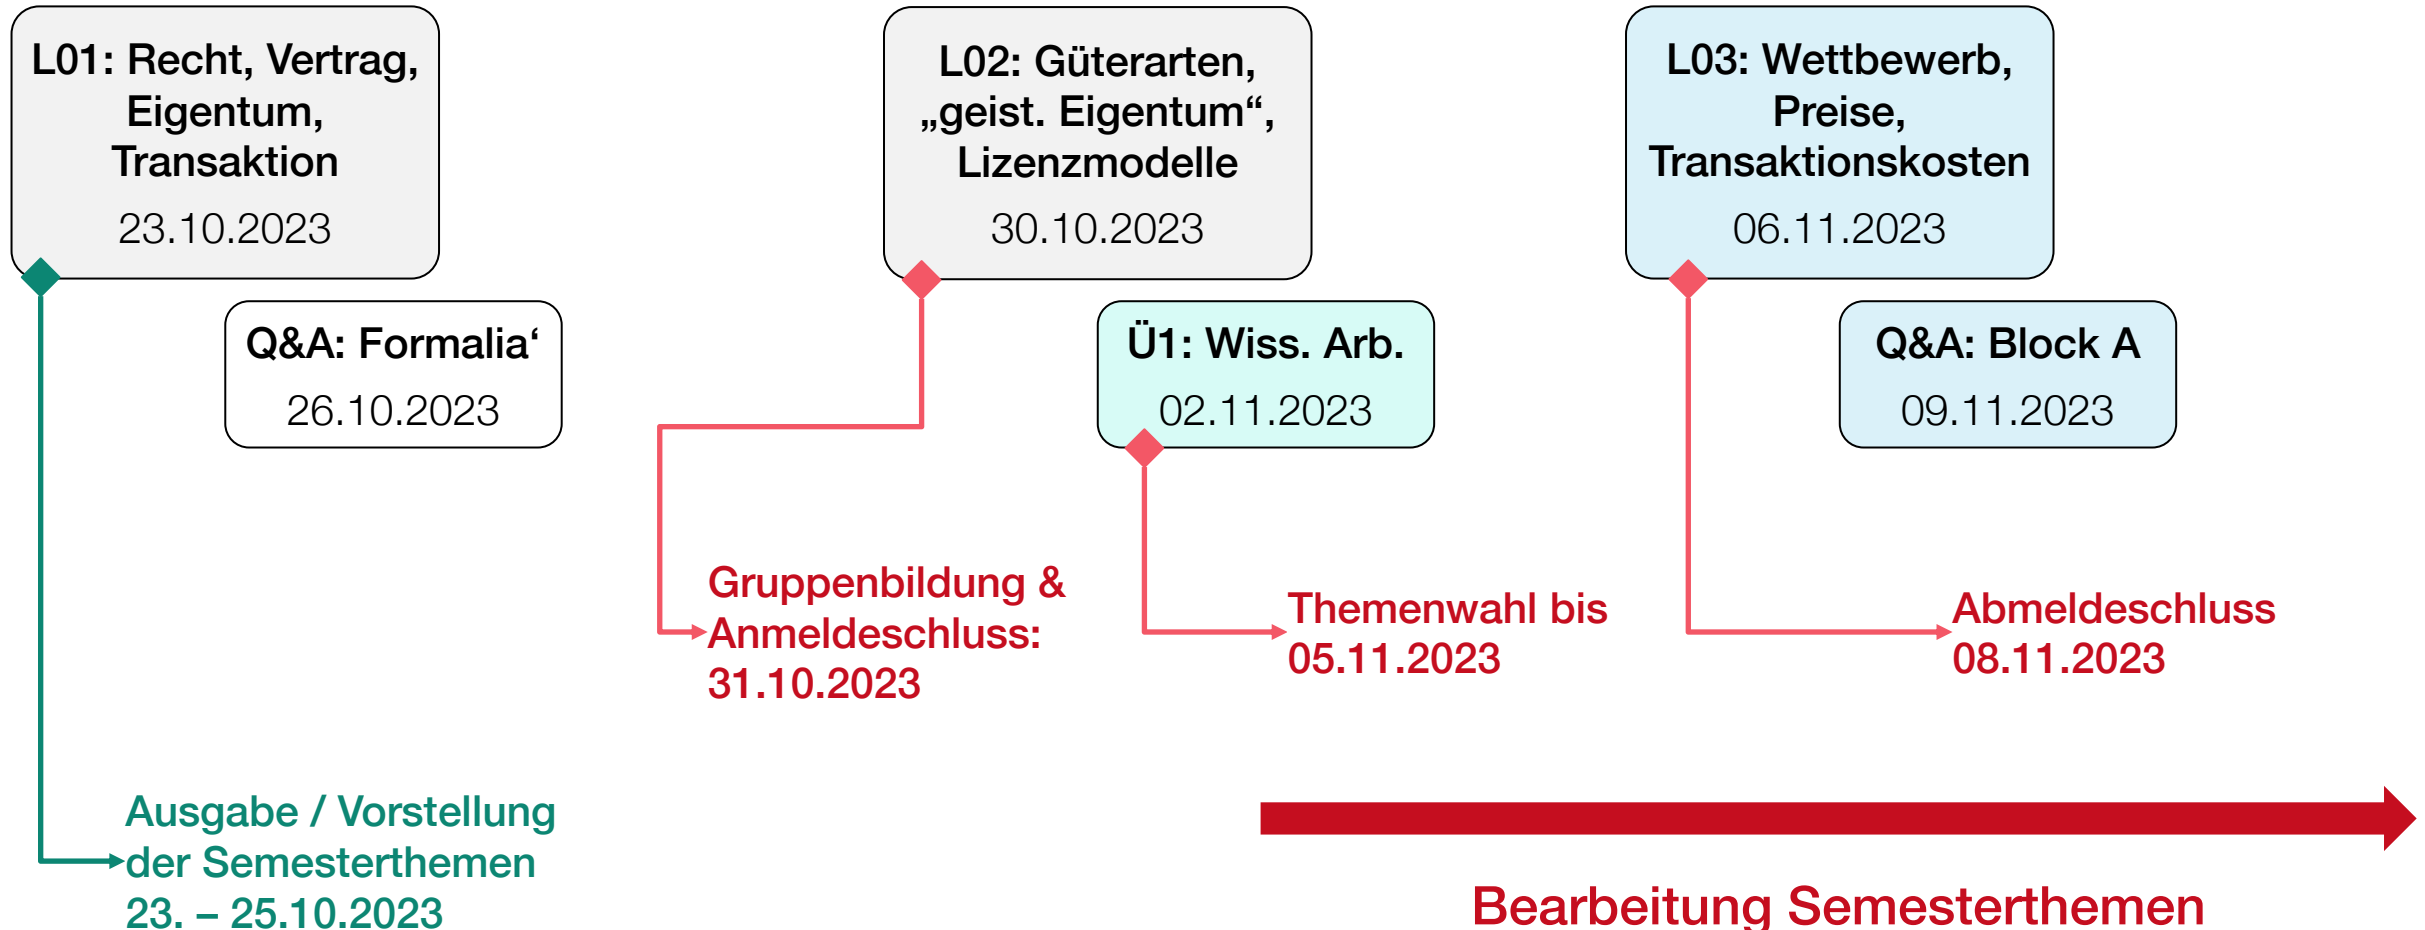 L01: Recht, Vertrag,
Eigentum,
Transaktion
23.10.2023
L02: Güterarten,
„geist. Eigentum“,
Lizenzmodelle
30.10.2023
L03: Wettbewerb,
Preise,
Transaktionskosten
06.11.2023
Q&A: Formalia‘
26.10.2023
Ü1: Wiss. Arb.
02.11.2023
Q&A: Block A
09.11.2023
Gruppenbildung &
Anmeldeschluss:
31.10.2023
Themenwahl bis
05.11.2023
Abmeldeschluss
08.11.2023
Ausgabe / Vorstellung
der Semesterthemen
23. – 25.10.2023
Bearbeitung Semesterthemen